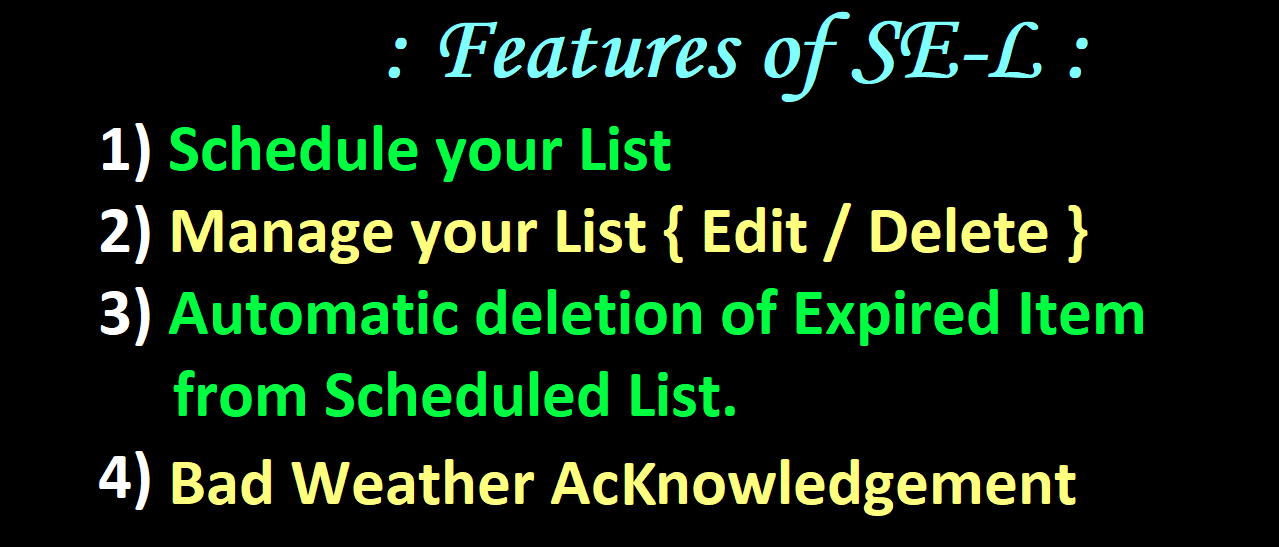 : Features of SE-L :
1) Schedule your List
2) Manage your List { Edit / Delete }
3) Automatic deletion of Expired Item
from Scheduled List.
4) Bad Weather AcKnowledgement